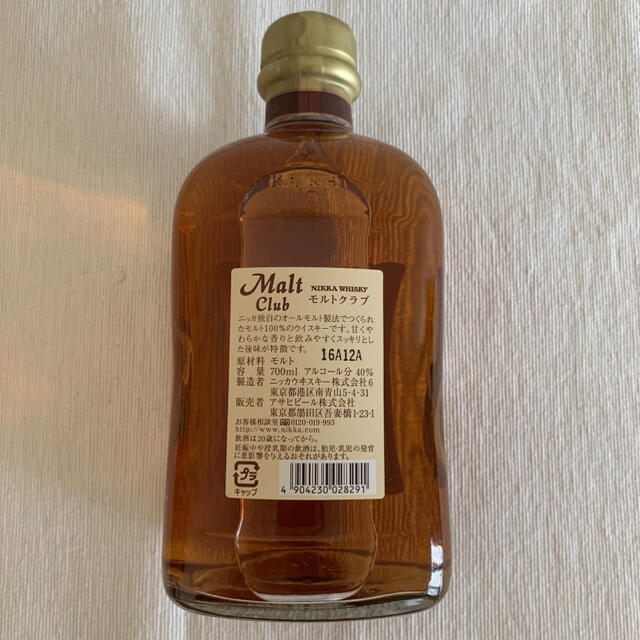 Malt
Club
NIKKA WHISKY
モルトクラブ
ニッカ独自のオールモルト製法でつくられ
たモルト100%のウイスキーです。甘くや
わらかな香りと飲みやすくスッキリとし
た後味が特徴です。
16A12A
原材料 モルト
容量 700ml アルコール分 40%
製造者 ニッカウヰスキー株式会社6
東京都港区南青山5-4-31
販売者 アサヒビール株式会社
東京都墨田区吾妻橋1-23-1
お客様相談室 0120-019-993
http://www.nikka.com
飲酒は20歳になってから。
妊娠中や授乳期の飲酒は、胎児・乳児の発育
に悪影響を与えるおそれがあります。
プラ
キャップ
4 904230 028291